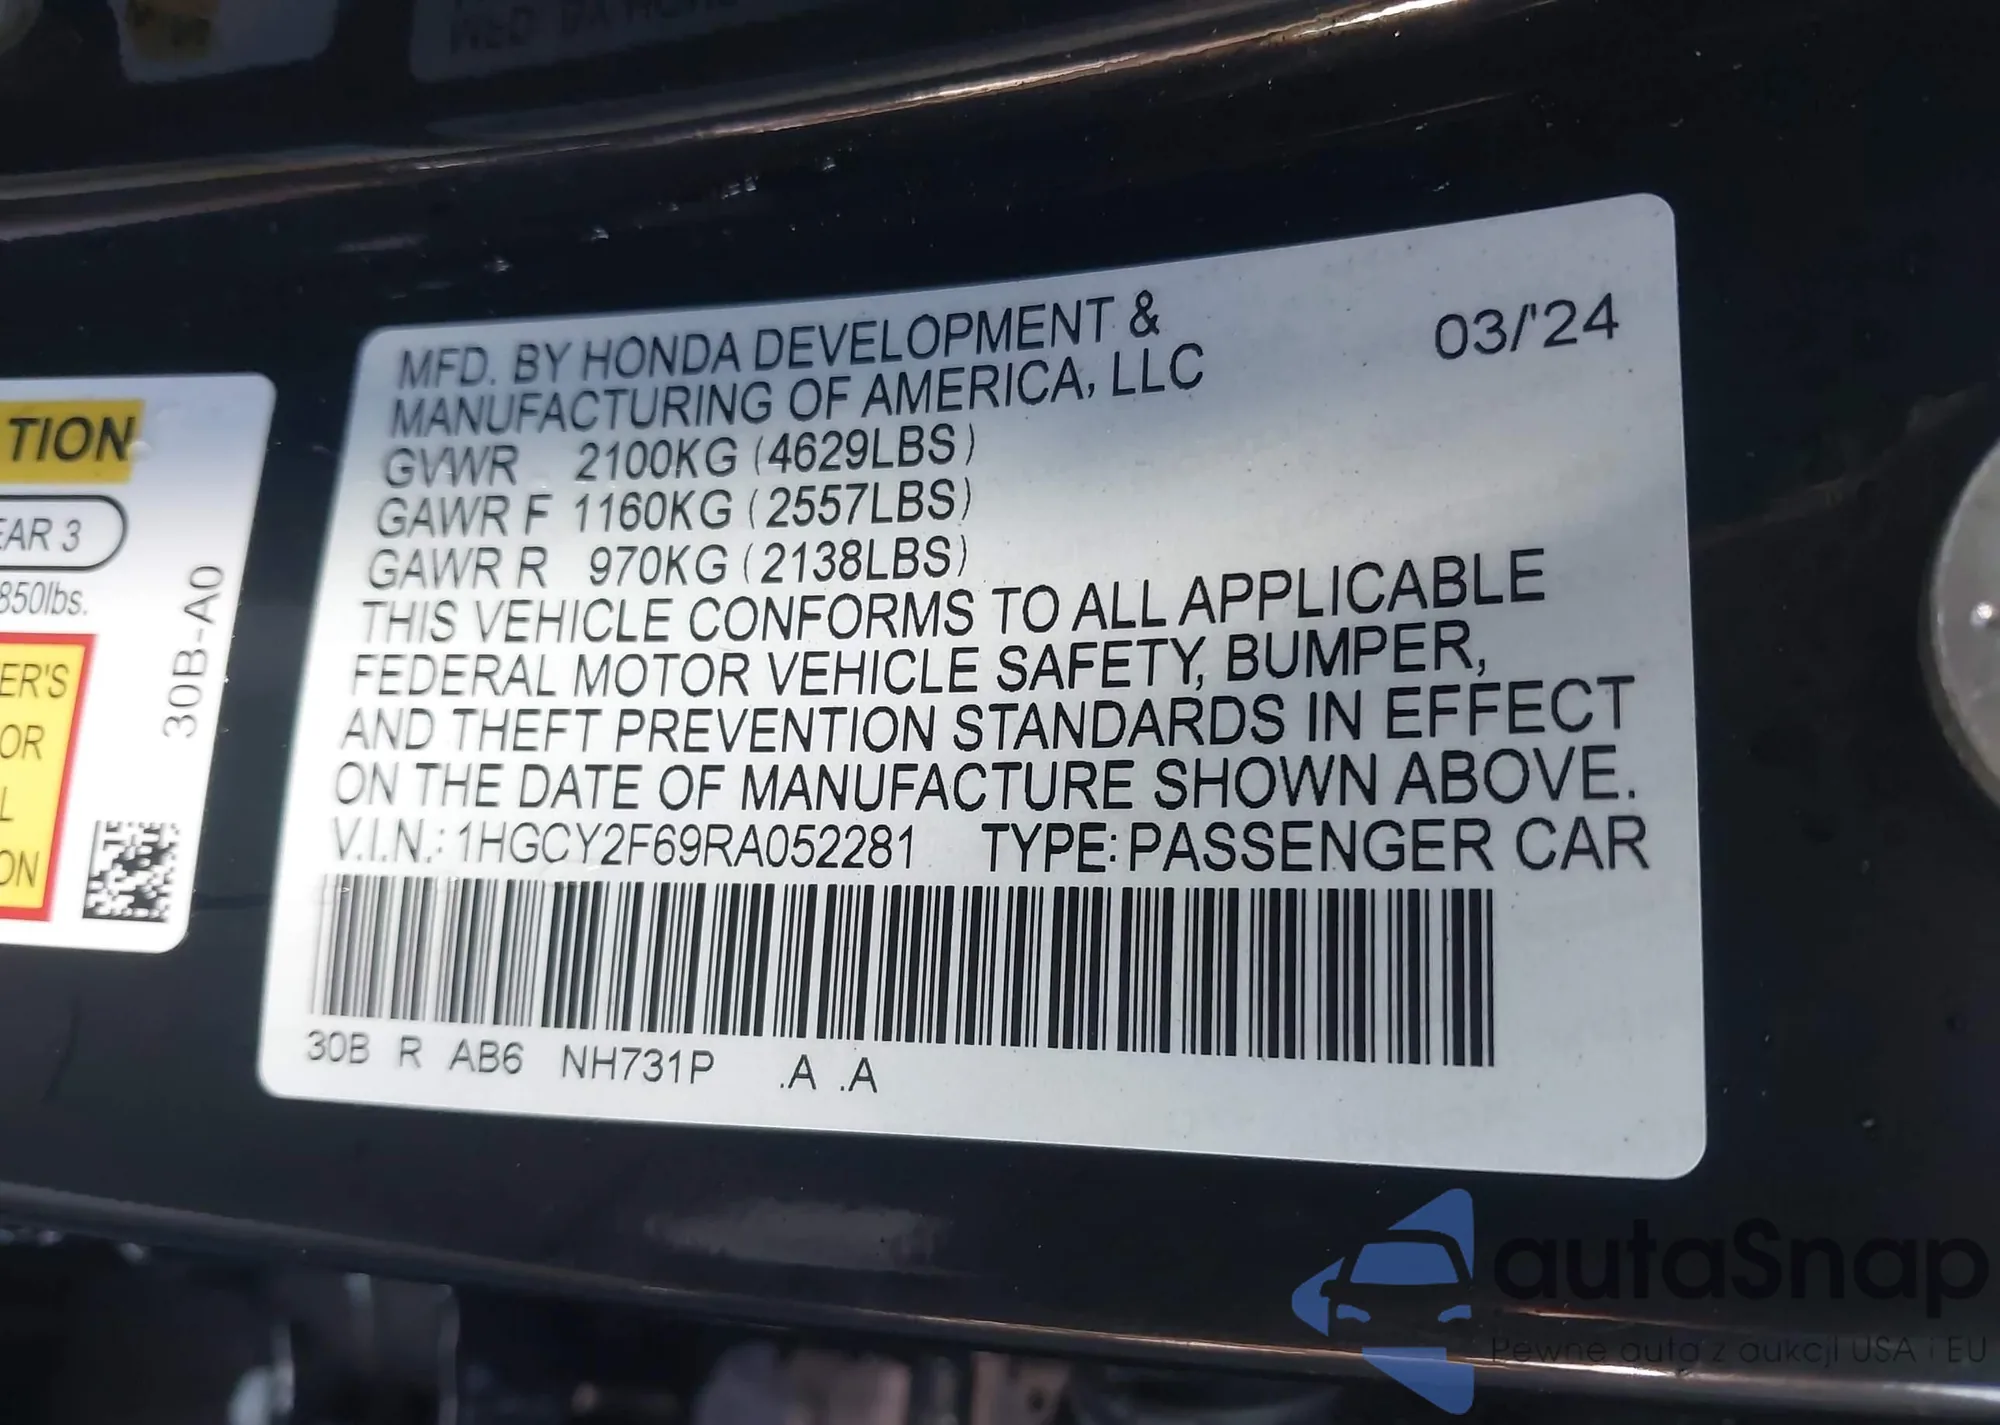 TION
EAR 3
850lbs.
ER'S
OR
L
ON
30B-A0
MFD. BY HONDA DEVELOPMENT &
MANUFACTURING OF AMERICA, LLC
03/'24
GVWR 2100KG (4629LBS)
GAWR F 1160KG (2557LBS)
GAWR R 970KG (2138LBS)
THIS VEHICLE CONFORMS TO ALL APPLICABLE
FEDERAL MOTOR VEHICLE SAFETY, BUMPER,
AND THEFT PREVENTION STANDARDS IN EFFECT
ON THE DATE OF MANUFACTURE SHOWN ABOVE.
V.I.N.: 1HGCY2F69RA052281 TYPE: PASSENGER CAR
30B R AB6 NH731P .A .A
autaSnap
Pewne auta z aukcji USA i EU